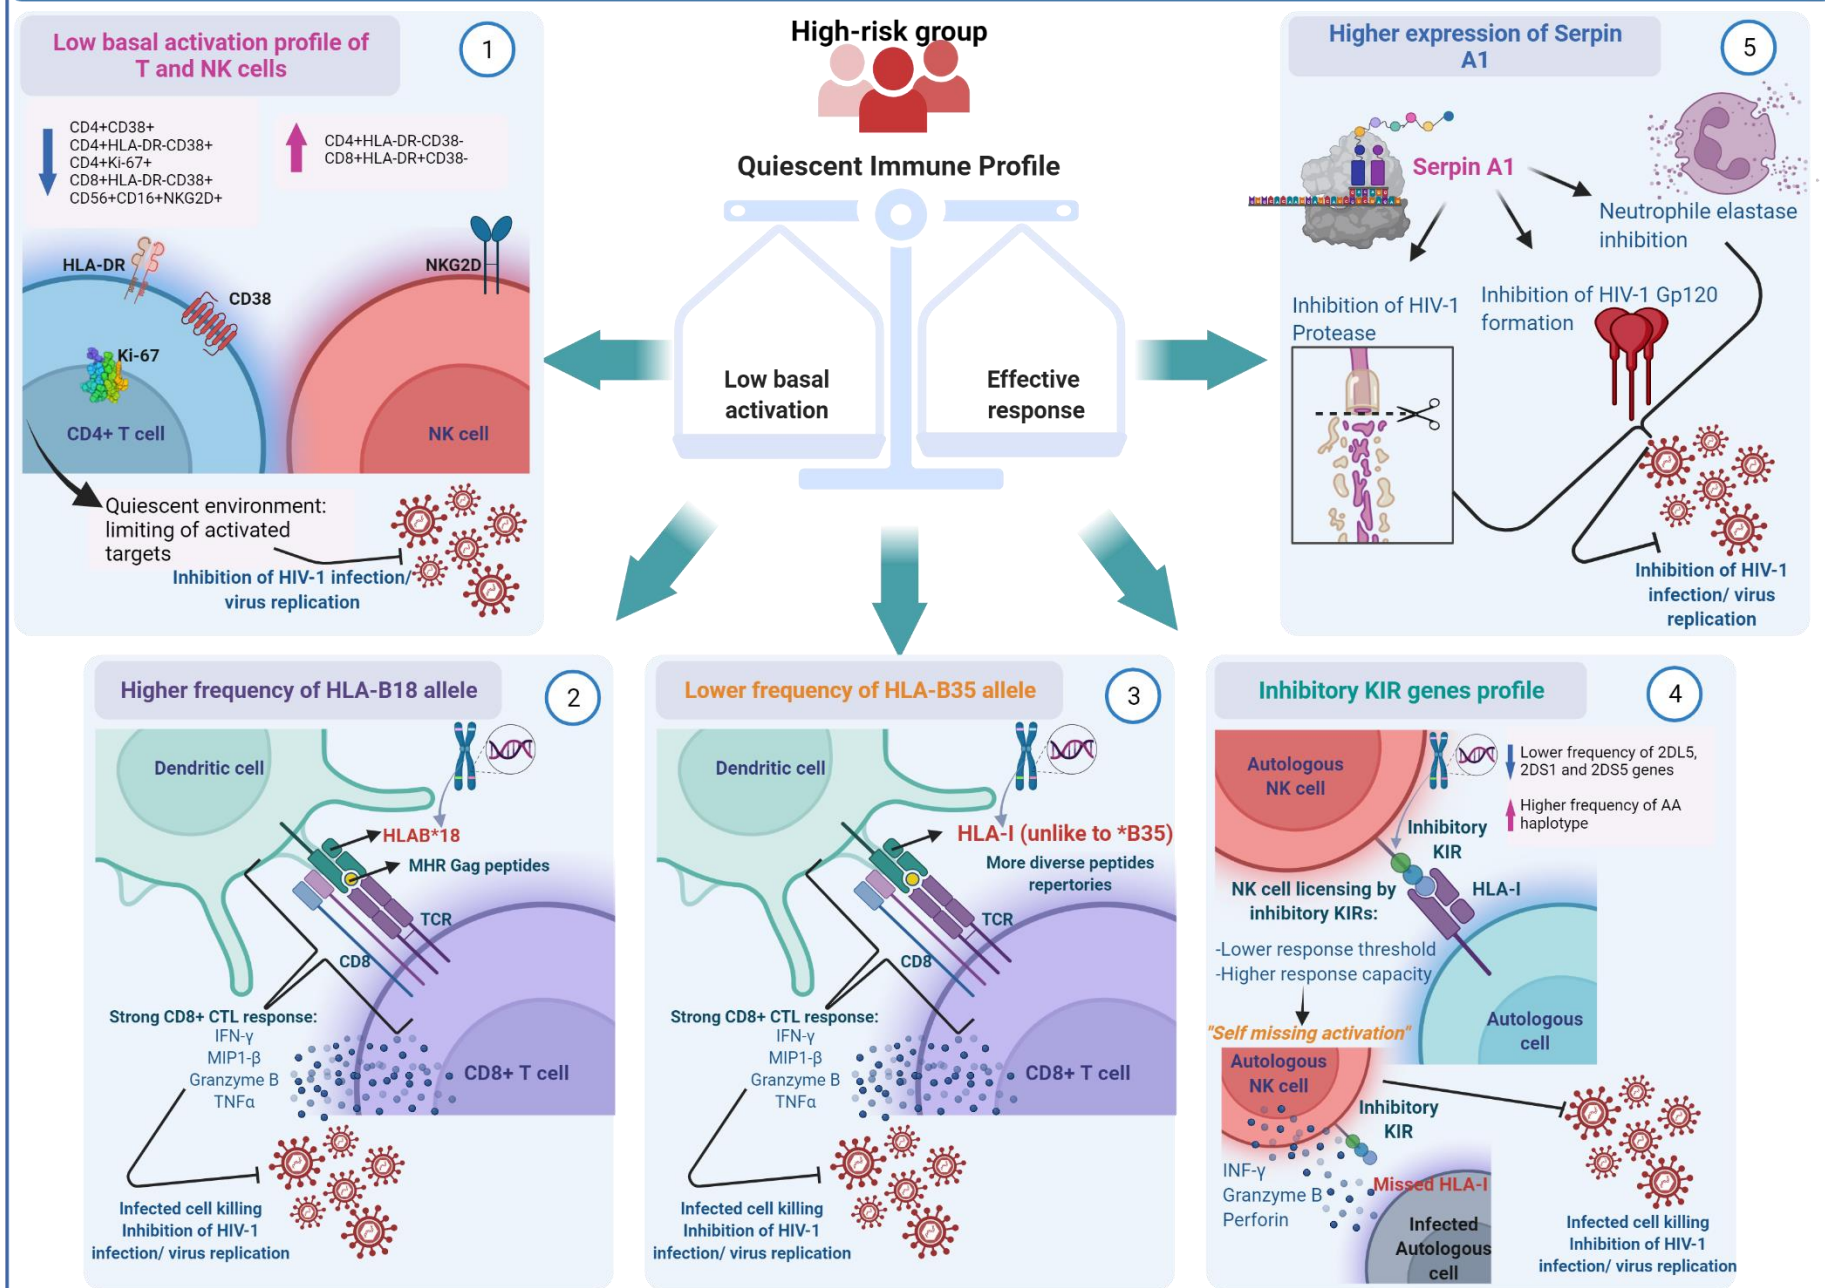 High-risk group
Quiescent Immune Profile
Low basal
activation
Effective
response
Low basal activation profile of
T and NK cells
1
CD4+CD38+
CD4+HLA-DR-CD38+
CD4+Ki-67+
CD8+HLA-DR-CD38+
CD56+CD16+NKG2D+
CD4+HLA-DR-CD38-
CD8+HLA-DR+CD38-
HLA-DR
CD38
NKG2D
Ki-67
CD4+ T cell
NK cell
Quiescent environment:
limiting of activated
targets
Inhibition of HIV-1 infection/
virus replication
Higher frequency of HLA-B18 allele
2
Dendritic cell
HLAB*18
MHR Gag peptides
TCR
CD8
Strong CD8+ CTL response:
IFN-γ
MIP1-β
Granzyme B
TNFα
CD8+ T cell
Infected cell killing
Inhibition of HIV-1
infection/ virus replication
Lower frequency of HLA-B35 allele
3
Dendritic cell
HLA-I (unlike to *B35)
More diverse peptides
repertories
TCR
CD8
Strong CD8+ CTL response:
IFN-γ
MIP1-β
Granzyme B
TNFα
CD8+ T cell
Infected cell killing
Inhibition of HIV-1
infection/ virus replication
Inhibitory KIR genes profile
4
Autologous
NK cell
Lower frequency of 2DL5,
2DS1 and 2DS5 genes
Higher frequency of AA
haplotype
Inhibitory
KIR
HLA-I
NK cell licensing by
inhibitory KIRs:
-Lower response threshold
-Higher response capacity
"Self missing activation"
Autologous
cell
Autologous
NK cell
Inhibitory
KIR
INF-γ
Granzyme B
Perforin
Missed HLA-I
Infected
Autologous
cell
Infected cell killing
Inhibition of HIV-1
infection/ virus replication
Higher expression of Serpin
A1
5
Serpin A1
Neutrophile elastase
inhibition
Inhibition of HIV-1
Protease
Inhibition of HIV-1 Gp120
formation
Inhibition of HIV-1
infection/ virus
replication